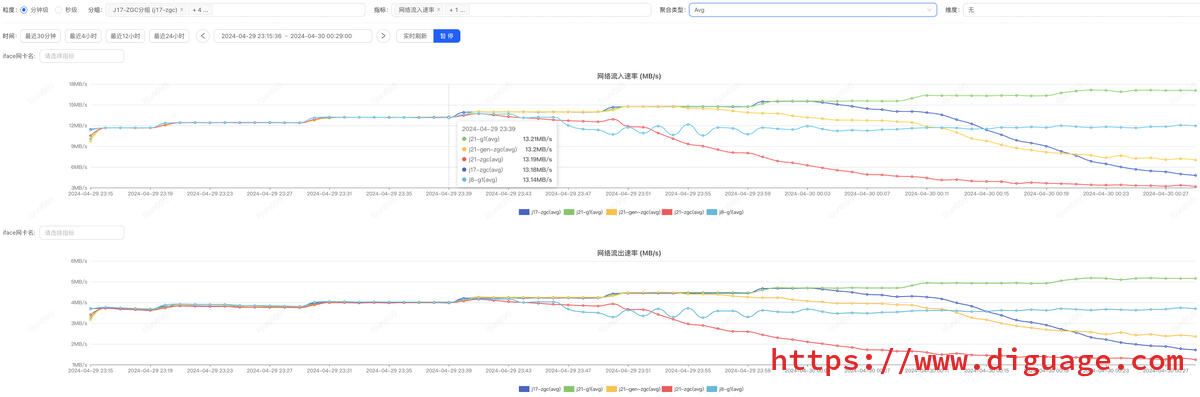 粒度: 分钟级 秒级 分组: J17-ZGC分组 (j17-zgc) × + 4 ... 指标: 网络流入速率 × + 1 ... 聚合类型: Avg 维度: 无
时间: 最近30分钟 最近4小时 最近12小时 最近24小时 2024-04-29 23:15:36 ~ 2024-04-30 00:29:00 实时刷新 暂 停
iface网卡名: 请选择指标
网络流入速率 (MB/s)
18MB/s
15MB/s
12MB/s
9MB/s
6MB/s
3MB/s
2024-04-29 23:39
j21-g1(avg) 13.21MB/s
j21-gen-zgc(avg) 13.2MB/s
j21-zgc(avg) 13.19MB/s
j17-zgc(avg) 13.18MB/s
j8-g1(avg) 13.14MB/s
2024-04-29 23:15 2024-04-29 23:19 2024-04-29 23:23 2024-04-29 23:27 2024-04-29 23:31 2024-04-29 23:35 2024-04-29 23:39 2024-04-29 23:43 2024-04-29 23:47 2024-04-29 23:51 2024-04-29 23:55 2024-04-29 23:59 2024-04-30 00:03 2024-04-30 00:07 2024-04-30 00:11 2024-04-30 00:15 2024-04-30 00:19 2024-04-30 00:23 2024-04-30 00:27
j17-zgc(avg) j21-g1(avg) j21-gen-zgc(avg) j21-zgc(avg) j8-g1(avg)
iface网卡名: 请选择指标
网络流出速率 (MB/s)
6MB/s
5MB/s
4MB/s
3MB/s
2MB/s
1MB/s
https://www.diguage.com
2024-04-29 23:15 2024-04-29 23:19 2024-04-29 23:23 2024-04-29 23:27 2024-04-29 23:31 2024-04-29 23:35 2024-04-29 23:39 2024-04-29 23:43 2024-04-29 23:47 2024-04-29 23:51 2024-04-29 23:55 2024-04-29 23:59
j17-zgc(avg) j21-g1(avg) j21-gen-zgc(avg) j21-zgc(avg) j8-g1(avg)